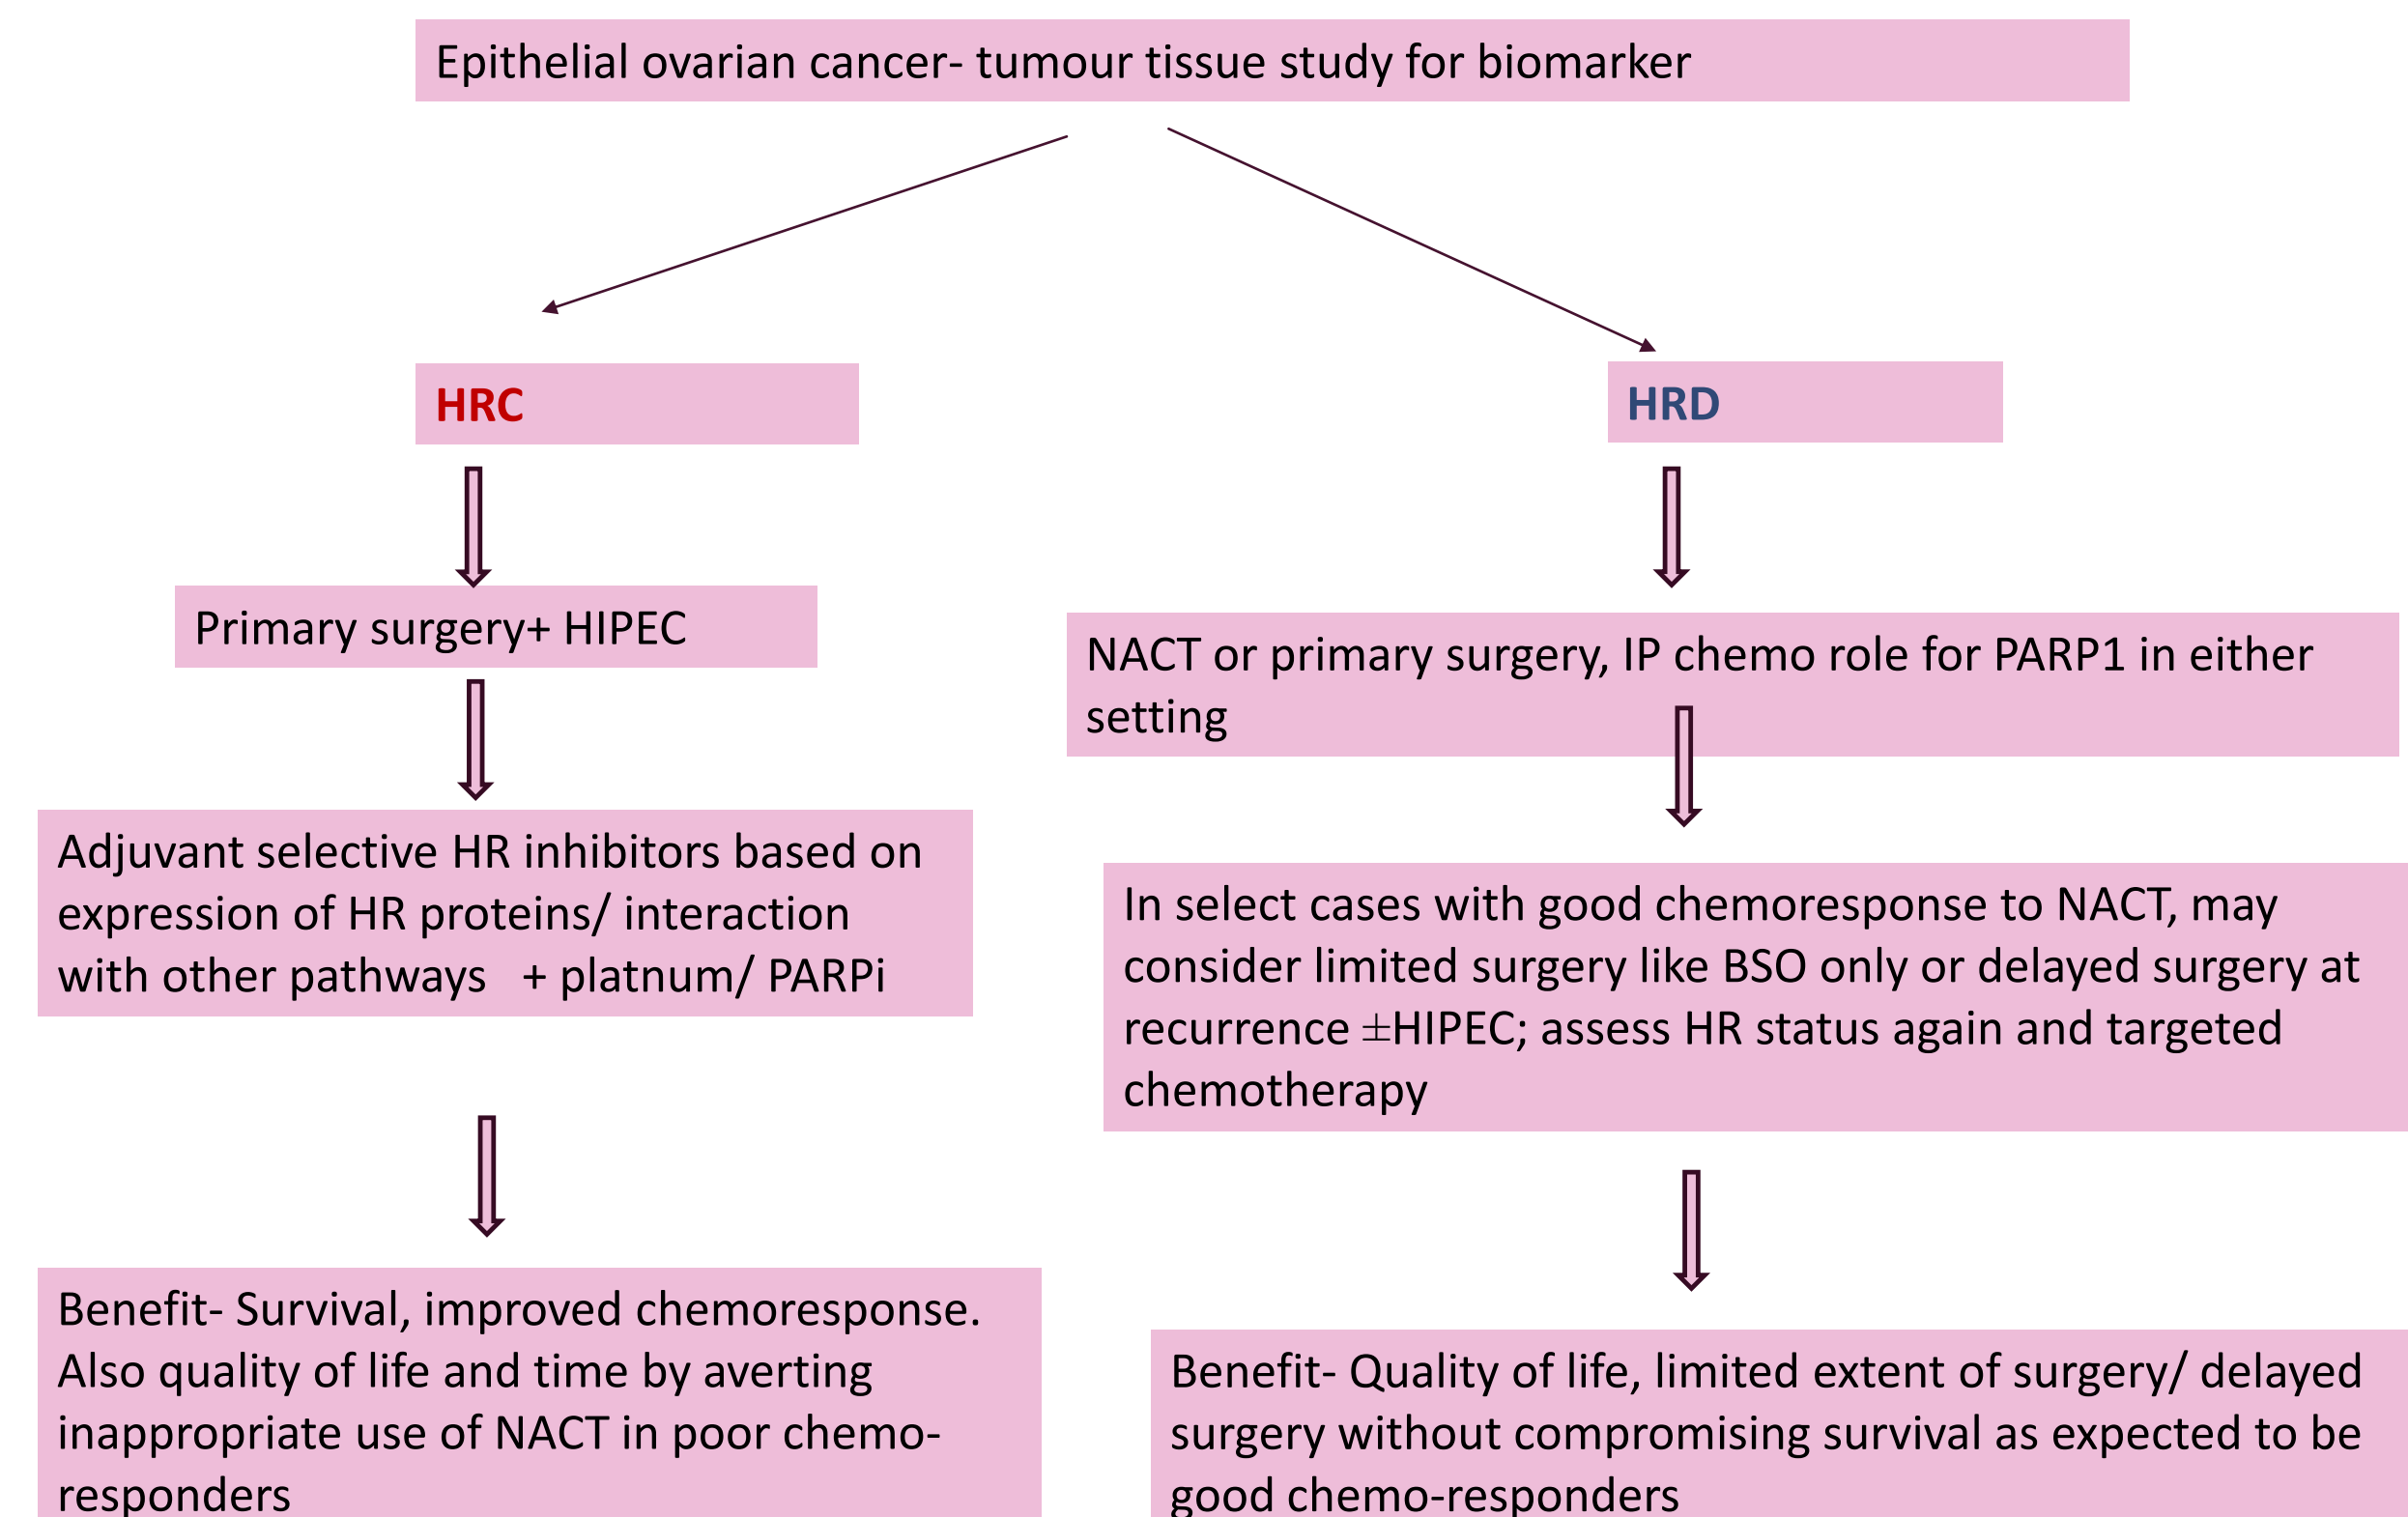 Epithelial ovarian cancer- tumour tissue study for biomarker
HRC
HRD
Primary surgery+ HIPEC
NACT or primary surgery, IP chemo role for PARP1 in either
setting
Adjuvant selective HR inhibitors based on
expression of HR proteins/ interaction
with other pathways + platnum/ PARPi
In select cases with good chemoresponse to NACT, may
consider limited surgery like BSO only or delayed surgery at
recurrence ±HIPEC; assess HR status again and targeted
chemotherapy
Benefit- Survival, improved chemoresponse.
Also quality of life and time by averting
inappropriate use of NACT in poor chemo-
responders
Benefit- Quality of life, limited extent of surgery/ delayed
surgery without compromising survival as expected to be
good chemo-responders